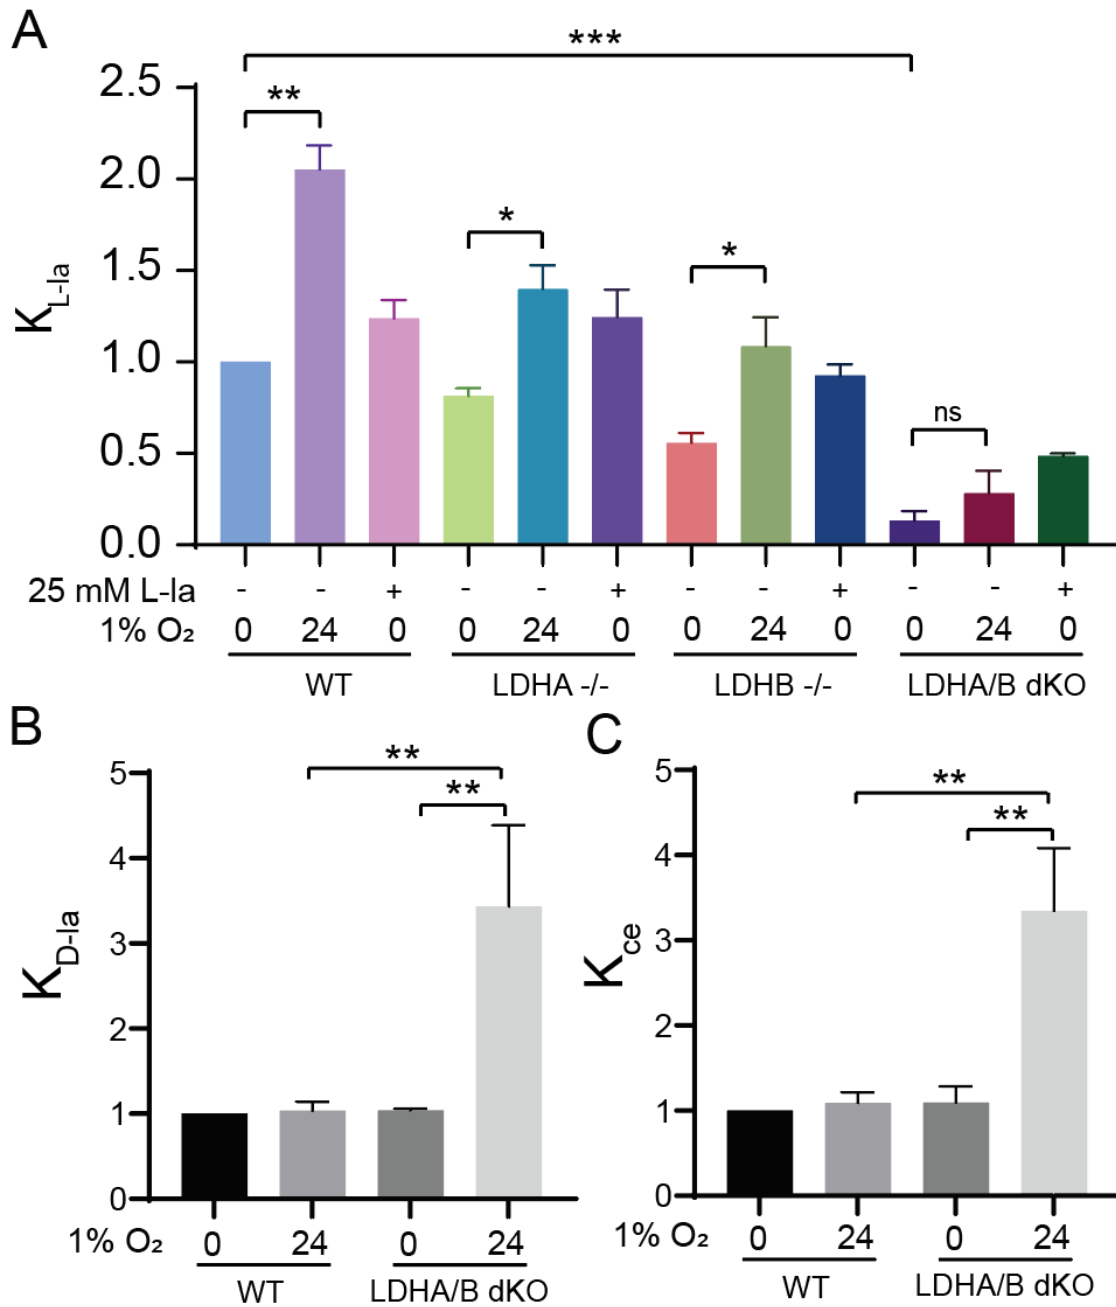 A
***
2.5
**
2.0
*
*
1.5
K L-la
1.0
ns
0.5
0.0
25 mM L-la - - + - - + - - + - - +
1% O₂ 0 24 0 0 24 0 0 24 0 0 24 0
WT LDHA -/- LDHB -/- LDHA/B dKO
B
**
**
5
4
3
K D-la
2
1
0
1% O₂ 0 24 0 24
WT LDHA/B dKO
C
**
**
5
4
3
K ce
2
1
0
1% O₂ 0 24 0 24
WT LDHA/B dKO